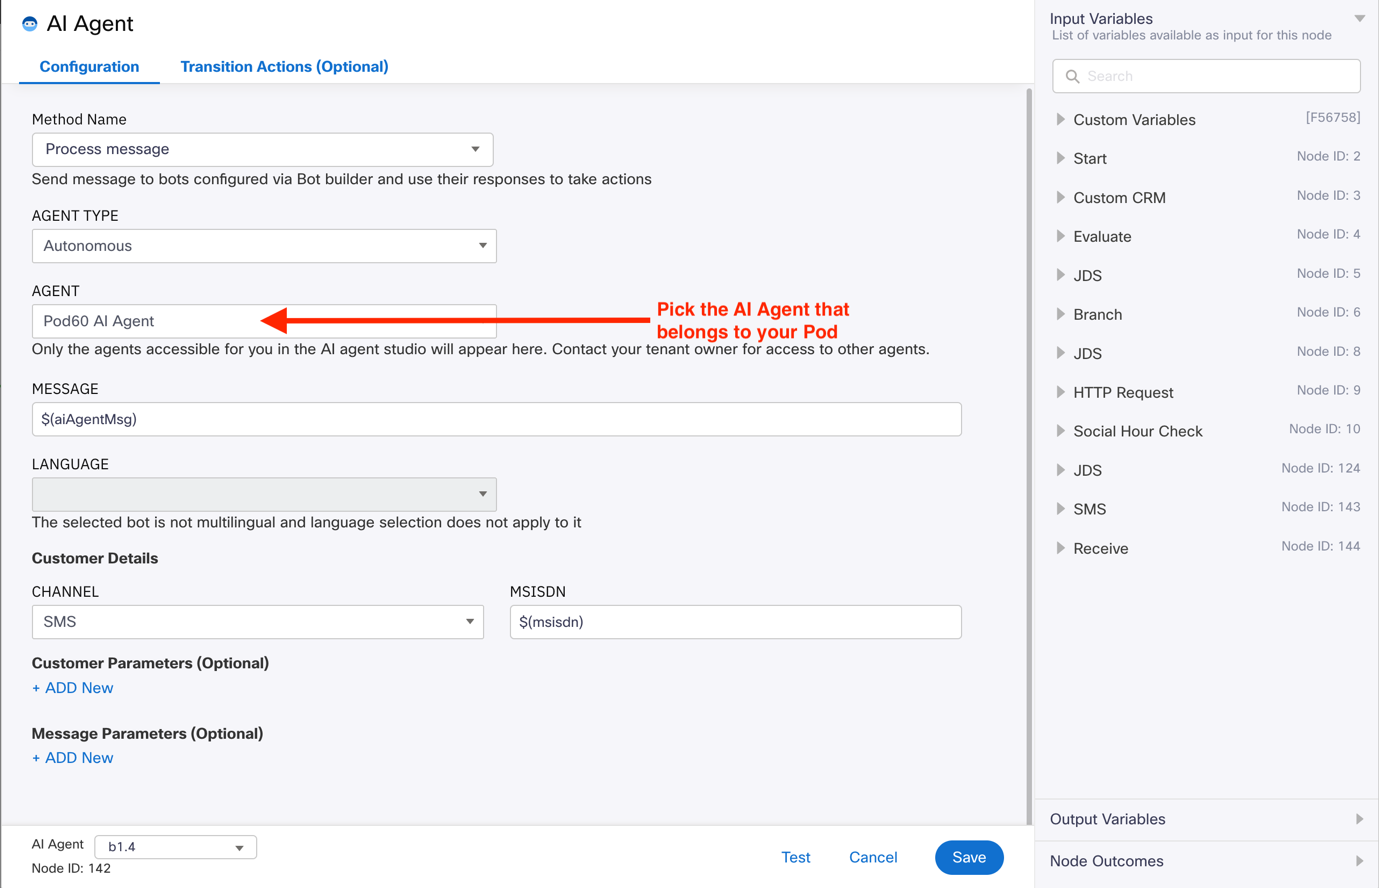 AI Agent
Configuration
Transition Actions (Optional)
Method Name
Process message
Send message to bots configured via Bot builder and use their responses to take actions
AGENT TYPE
Autonomous
AGENT
Pod60 AI Agent
Pick the AI Agent that
belongs to your Pod
Only the agents accessible for you in the AI agent studio will appear here. Contact your tenant owner for access to other agents.
MESSAGE
$(aiAgentMsg)
LANGUAGE
The selected bot is not multilingual and language selection does not apply to it
Customer Details
CHANNEL
MSISDN
SMS
$(msisdn)
Customer Parameters (Optional)
+ ADD New
Message Parameters (Optional)
+ ADD New
AI Agent
b1.4
Node ID: 142
Test
Cancel
Save
Input Variables
List of variables available as input for this node
Search
Custom Variables [F56758]
Start Node ID: 2
Custom CRM Node ID: 3
Evaluate Node ID: 4
JDS Node ID: 5
Branch Node ID: 6
JDS Node ID: 8
HTTP Request Node ID: 9
Social Hour Check Node ID: 10
JDS Node ID: 124
SMS Node ID: 143
Receive Node ID: 144
Output Variables
Node Outcomes